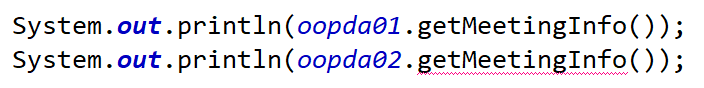 System.out.println(oopda01.getMeetingInfo());
System.out.println(oopda02.getMeetingInfo());